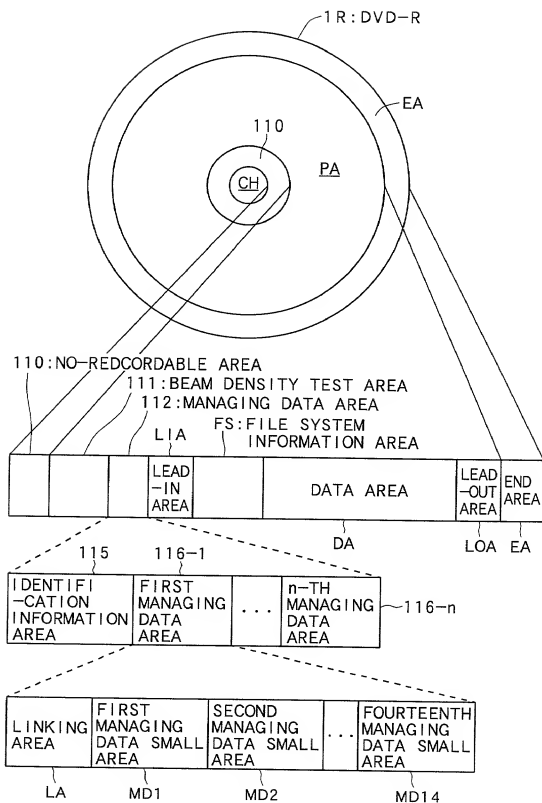 1R:DVD-R
EA
110
CH
PA
110:NO-REDCORDABLE AREA
111:BEAM DENSITY TEST AREA
112:MANAGING DATA AREA
LIA
FS:FILE SYSTEM
INFORMATION AREA
LEAD
-IN
AREA
DATA AREA
LEAD
-OUT
AREA
END
AREA
DA
LOA
EA
115
116-1
IDENTIFI
-CATION
INFORMATION
AREA
FIRST
MANAGING
DATA
AREA
...
n-TH
MANAGING
DATA
AREA
116-n
LINKING
AREA
FIRST
MANAGING
DATA SMALL
AREA
SECOND
MANAGING
DATA SMALL
AREA
...
FOURTEENTH
MANAGING
DATA SMALL
AREA
LA
MD1
MD2
MD14